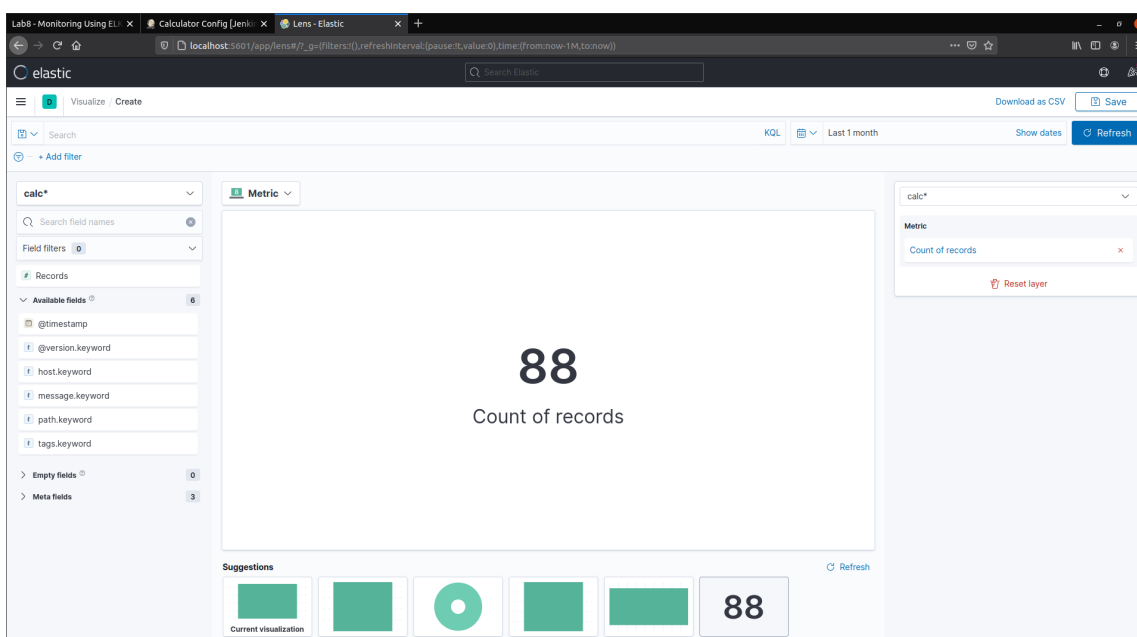 Lab8 - Monitoring Using ELK
Calculator Config [Jenkin
Lens - Elastic
localhost:5601/app/lens#/?_g=(filters:!(),refreshInterval:(pause:!t,value:0),time:(from:now-1M,to:now))
elastic
Search Elastic
D Visualize / Create
Download as CSV
Save
Search
KQL
Last 1 month
Show dates
Refresh
+ Add filter
calc*
Search field names
Field filters 0
# Records
Available fields 6
@timestamp
t @version.keyword
t host.keyword
t message.keyword
t path.keyword
t tags.keyword
Empty fields 0
Meta fields 3
8 Metric
88
Count of records
Suggestions
Refresh
Current visualization
88
calc*
Metric
Count of records
Reset layer